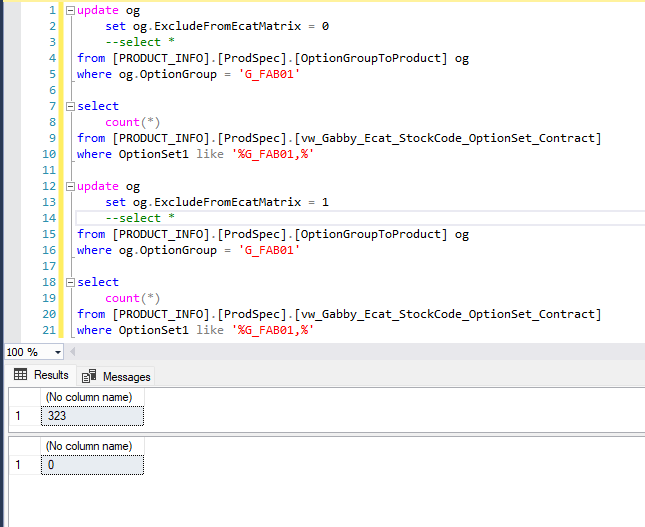 1 update og
2 set og.ExcludeFromEcatMatrix = 0
3 --select *
4 from [PRODUCT_INFO].[ProdSpec].[OptionGroupToProduct] og
5 where og.OptionGroup = 'G_FAB01'
6
7 select
8 count(*)
9 from [PRODUCT_INFO].[ProdSpec].[vw_Gabby_Ecat_StockCode_OptionSet_Contract]
10 where OptionSet1 like '%G_FAB01,%'
11
12 update og
13 set og.ExcludeFromEcatMatrix = 1
14 --select *
15 from [PRODUCT_INFO].[ProdSpec].[OptionGroupToProduct] og
16 where og.OptionGroup = 'G_FAB01'
17
18 select
19 count(*)
20 from [PRODUCT_INFO].[ProdSpec].[vw_Gabby_Ecat_StockCode_OptionSet_Contract]
21 where OptionSet1 like '%G_FAB01,%'
100 %
Results Messages
(No column name)
1 323
(No column name)
1 0